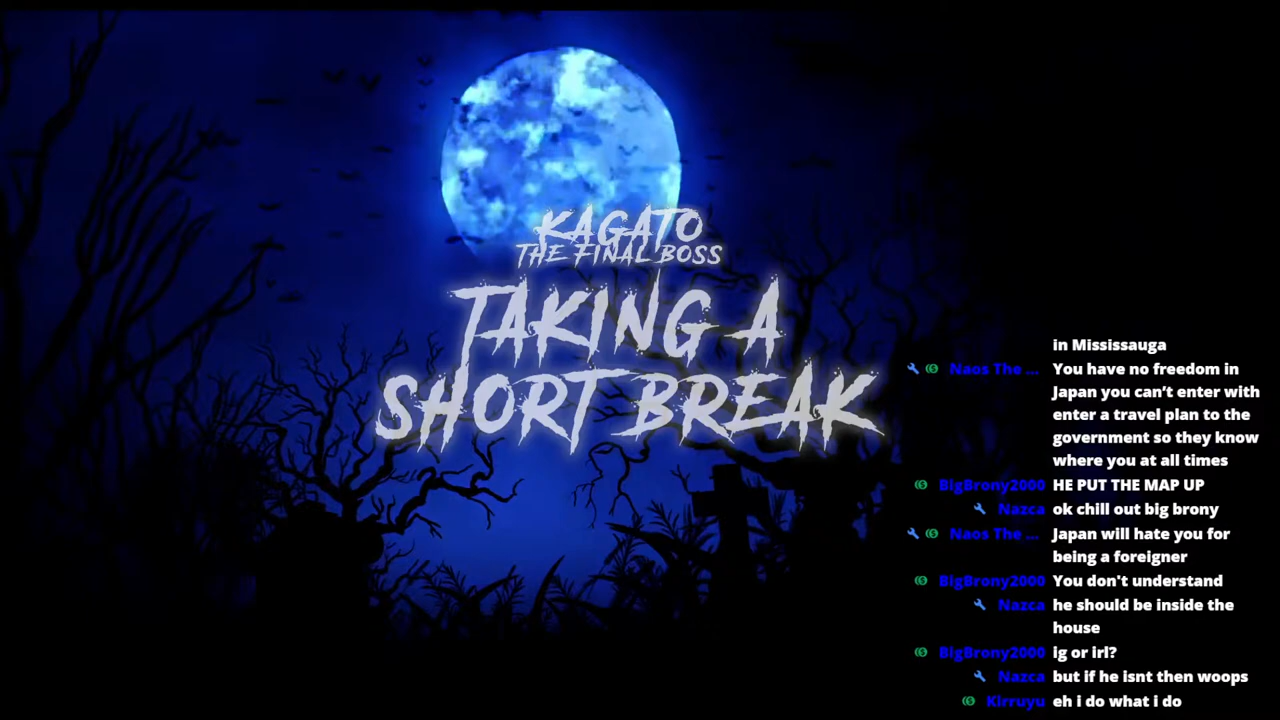 KAGATO
THE FINAL BOSS
TAKING A
SHORT BREAK
in Mississauga
Naos The ... You have no freedom in
Japan you can’t enter with
enter a travel plan to the
government so they know
where you at all times
BigBrony2000 HE PUT THE MAP UP
Nazca ok chill out big brony
Naos The ... Japan will hate you for
being a foreigner
BigBrony2000 You don't understand
Nazca he should be inside the
house
BigBrony2000 ig or irl?
Nazca but if he isnt then woops
Kirruyu eh i do what i do